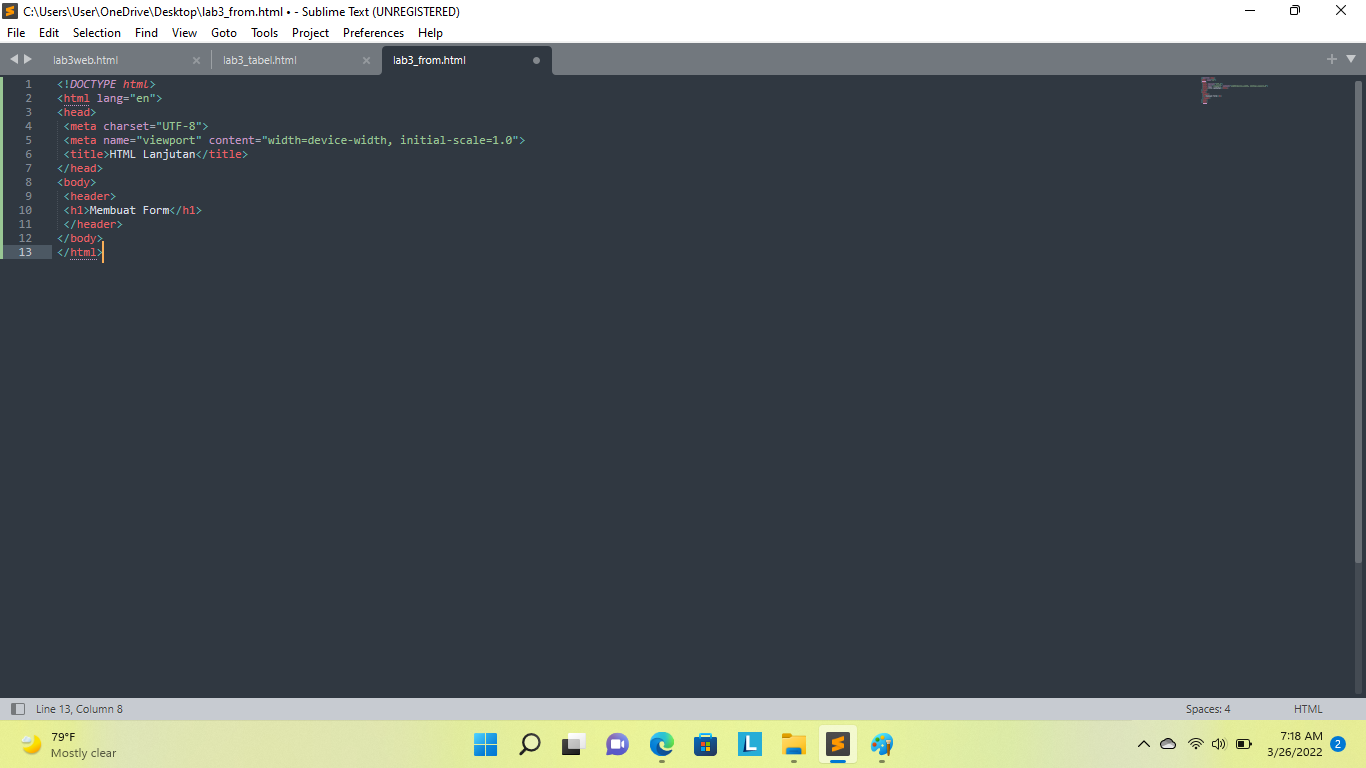 C:\Users\User\OneDrive\Desktop\lab3_from.html • - Sublime Text (UNREGISTERED)
File Edit Selection Find View Goto Tools Project Preferences Help
lab3web.html lab3_tabel.html lab3_from.html
1 <!DOCTYPE html>
2 <html lang="en">
3 <head>
4 <meta charset="UTF-8">
5 <meta name="viewport" content="width=device-width, initial-scale=1.0">
6 <title>HTML Lanjutan</title>
7 </head>
8 <body>
9 <header>
10 <h1>Membuat Form</h1>
11 </header>
12 </body>
13 </html>
Line 13, Column 8 Spaces: 4 HTML
79°F
Mostly clear
L
7:18 AM
3/26/2022
2